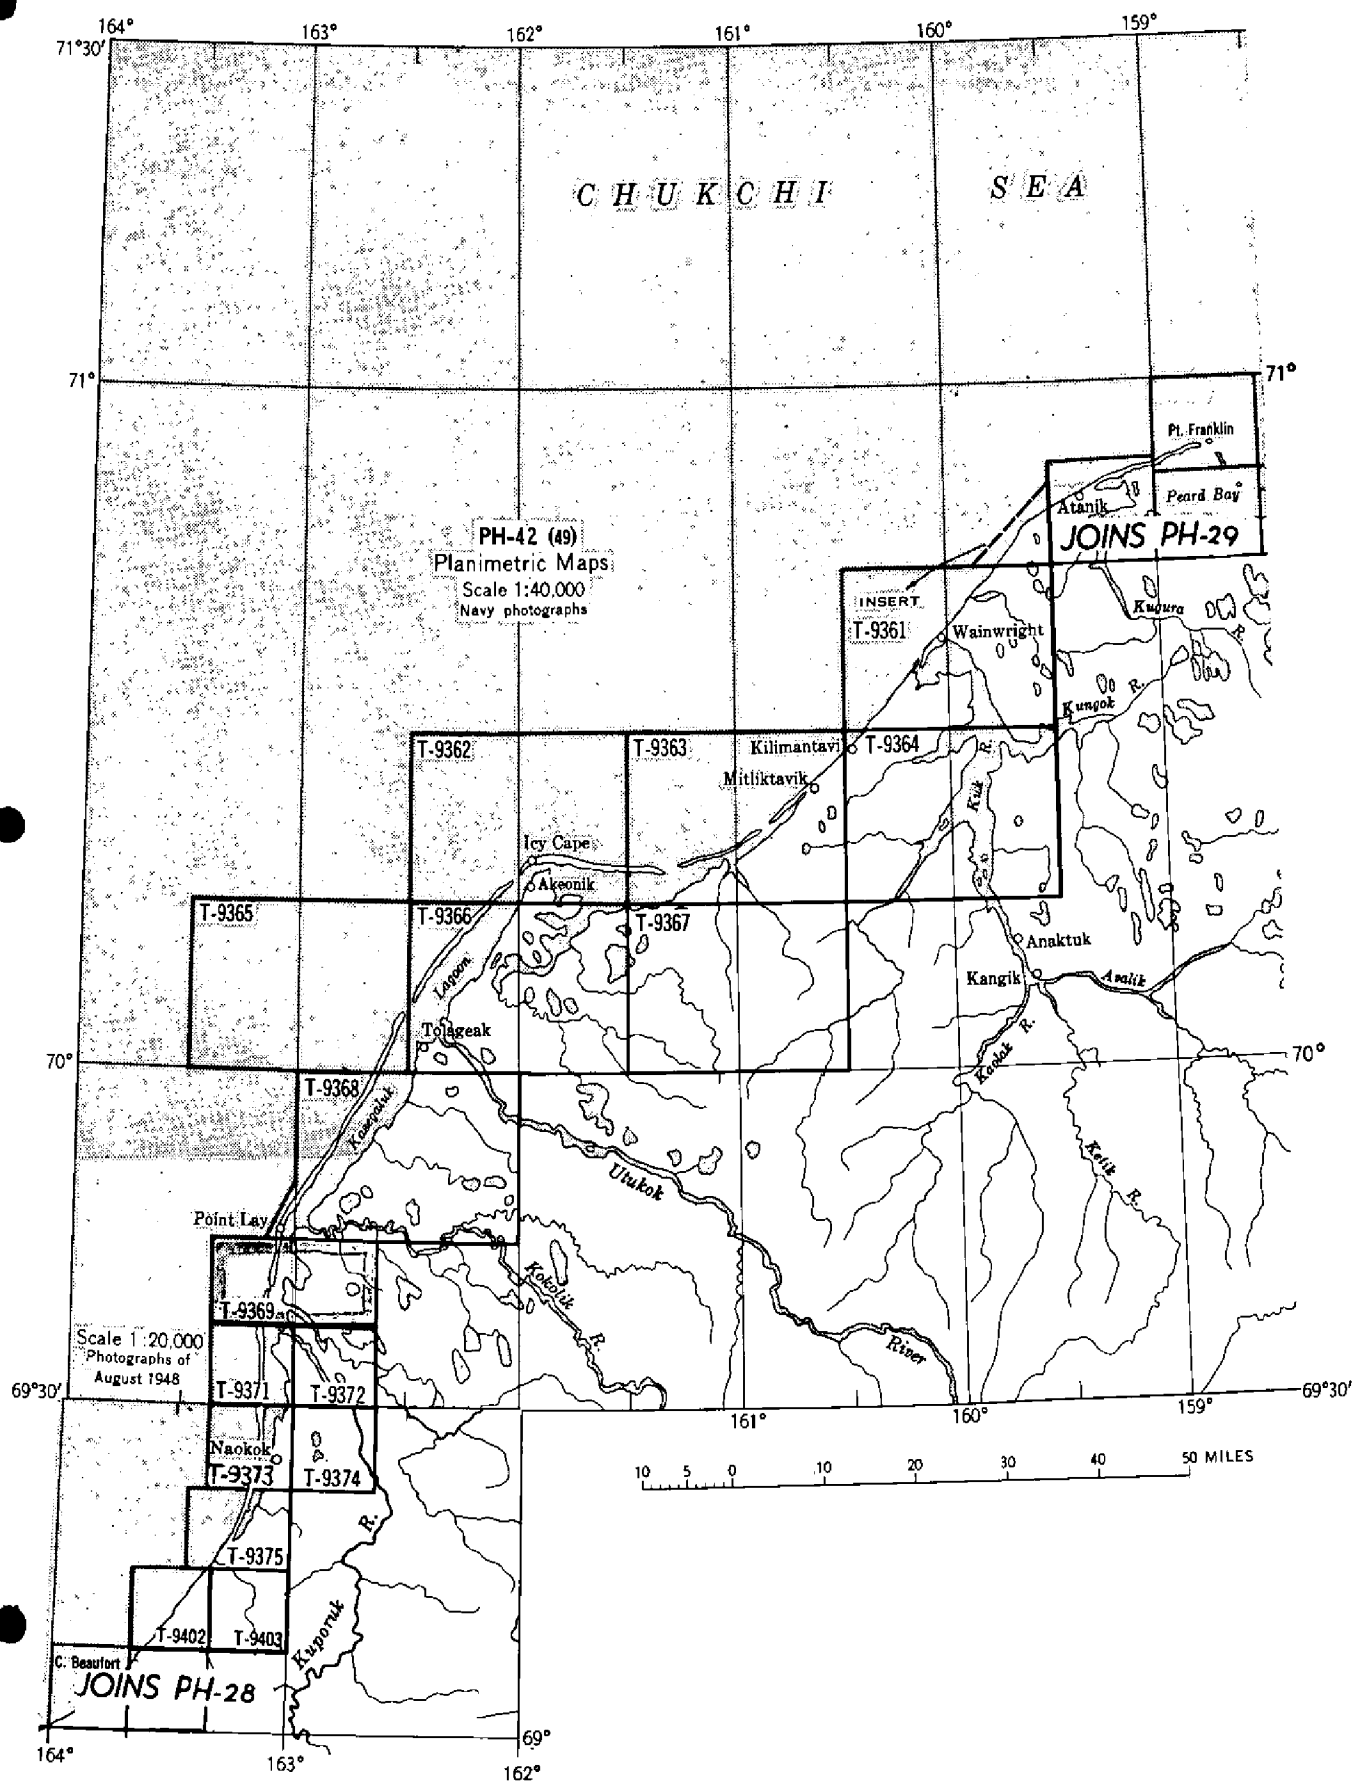 164°
163°
162°
161°
160°
159°
71°30'
CHUKCHI SEA
71°
71°
Pt. Franklin
Peard Bay
Atanik
JOINS PH-29
PH-42 (49)
Planimetric Maps
Scale 1:40,000
Navy photographs
INSERT
T-9361
Wainwright
Kugura
R.
Kungok
R.
T-9362
T-9363
Kilimantavi
T-9364
Mitliktavik
Kuk
R.
Icy Cape
Akeonik
T-9365
T-9366
T-9367
Anaktuk
Kangik
Avalik
Lagoon
Tolageak
Kaolak R.
70°
70°
T-9368
Kasegaluk
Ketik R.
Utukok
Point Lay
Kokolik
R.
T-9369
River
Scale 1:20,000
Photographs of
August 1948
T-9371
T-9372
69°30'
69°30'
161°
160°
159°
Naokok
T-9373
T-9374
10 5 0 10 20 30 40 50 MILES
R.
T-9375
Kuporuk
T-9402
T-9403
C. Beaufort
JOINS PH-28
69°
164°
163°
162°